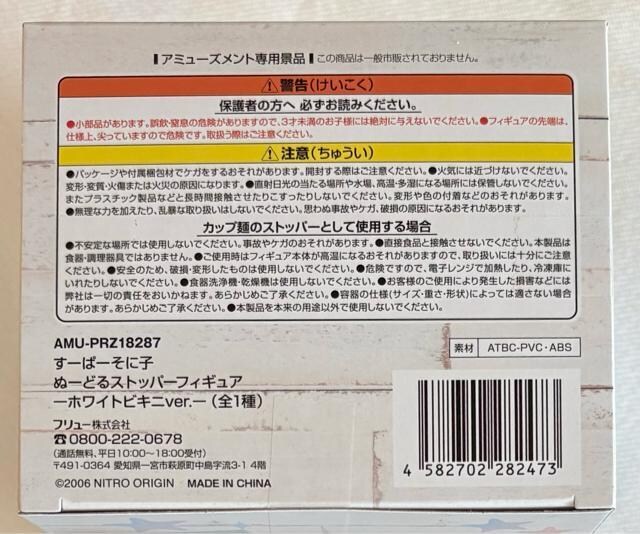 アミューズメント専用景品 この商品は一般市販されておりません。
⚠警告(けいこく)
保護者の方へ 必ずお読みください。
●小部品があります。誤飲・窒息の危険がありますので、3才未満のお子様には絶対に与えないでください。●フィギュアの先端は、
仕様上、尖っていますので危険です。取扱う際はご注意ください。
⚠注意(ちゅうい)
●パッケージや付属梱包材でケガをするおそれがあります。開封する際はご注意ください。●火気には近づけないでください。
変形・変質・火傷または火災の原因になります。●直射日光の当たる場所や水場、高温・多湿になる場所には保管しないでください。
またプラスチック製品などと長時間接触させたりこすったりしないでください。変形や色の付着などのおそれがあります。
●無理な力を加えたり、乱暴な取り扱いはしないでください。思わぬ事故やケガ、破損の原因になるおそれがあります。
カップ麺のストッパーとして使用する場合
●不安定な場所では使用しないでください。事故やケガのおそれがあります。●直接食品と接触させないでください。本製品は
食器・調理器具ではありません。●ご使用時はフィギュア本体が高温になるおそれがありますので、取り扱いには十分にご注意
ください。●安全のため、破損・変形したものは使用しないでください。●危険ですので、電子レンジで加熱したり、冷凍庫にい
れたりしないでください。●食器洗浄機・乾燥機は使用しないでください。●お客様のご使用により発生した損害などには
弊社は一切の責任をおいかねます。あらかじめご了承ください。●容器の仕様(サイズ・重さ・形状)によっては適さない場合
があります。あらかじめご了承ください。●本製品を本来の用途以外で使用しないでください。
AMU-PRZ18287
すーぱーそに子
ぬーどるストッパーフィギュア
ーホワイトビキニver.ー(全1種)
フリュー株式会社
☎0800-222-0678
(通話無料、平日10:00〜18:00受付)
〒491-0364 愛知県一宮市萩原町中島字流3-1 4階
©2006 NITRO ORIGIN MADE IN CHINA
素材 ATBC-PVC・ABS
4 582702 282473